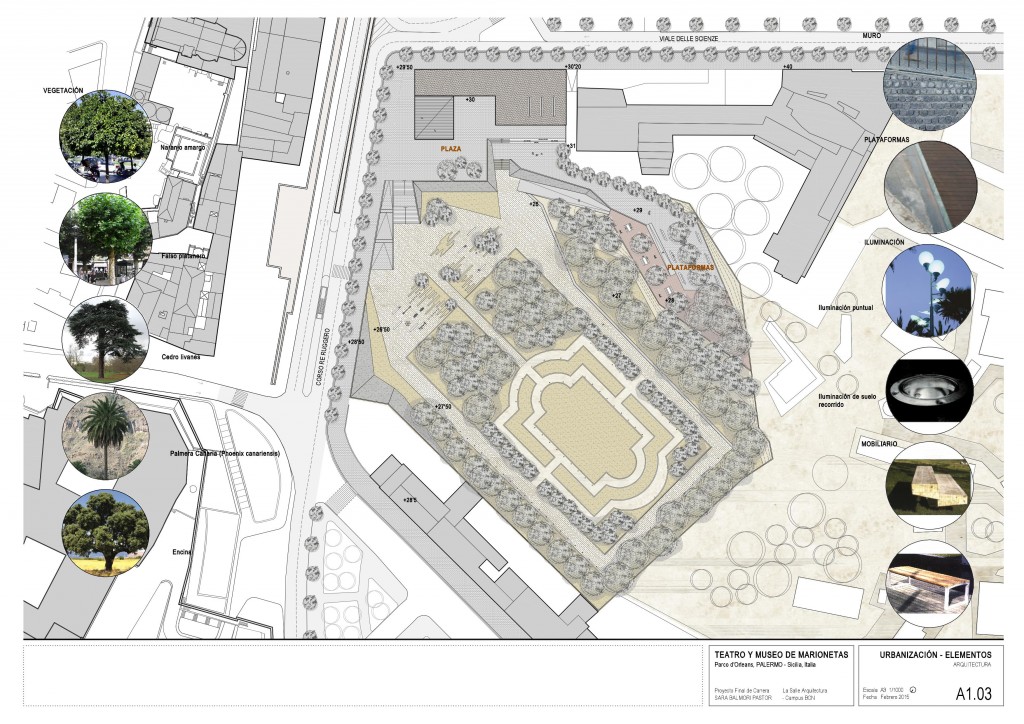 VIALE DELLE SCIENZE
MURO
+29'50
+30'20
+40
VEGETACIÓN
+30
PLATAFORMAS
Naranjo amargo
PLAZA
+31
+28
+29
ILUMINACIÓN
Falso platanero
PLATAFORMAS
+27
+28
Iluminación puntual
+26'50
+28'50
CORSO RE RUGGERO
Cedro livanés
Iluminación de suelo
recorrido
+27'50
MOBILIARIO
Palmera Canaria (Phoenix canariensis)
+28'5
Encina
TEATRO Y MUSEO DE MARIONETAS
Parco d'Orleans, PALERMO - Sicilia, Italia
Proyecto Final de Carrera
La Salle Arquitectura
SARA BALMORI PASTOR
- Campus BCN
URBANIZACIÓN - ELEMENTOS
ARQUITECTURA
Escala: A3 1/1000
Fecha: Febrero 2015
A1.03